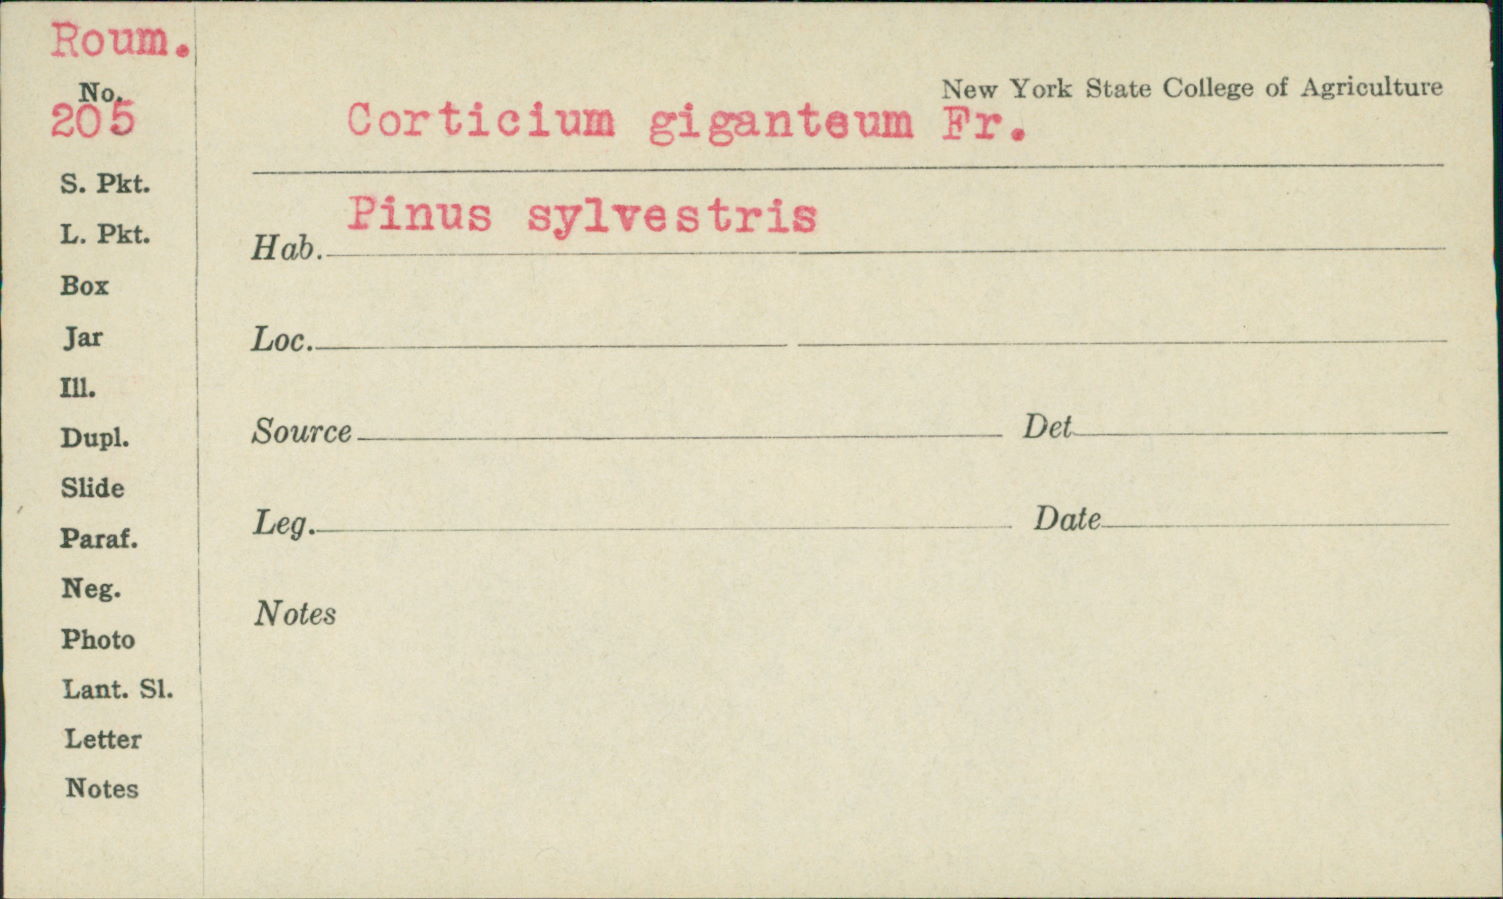 Roum.
No.
205
S. Pkt.
L. Pkt.
Box
Jar
Ill.
Dupl.
Slide
Paraf.
Neg.
Photo
Lant. Sl.
Letter
Notes
New York State College of Agriculture
Corticium giganteum Fr.
Pinus sylvestris
Hab.
Loc.
Source Det
Leg. Date
Notes